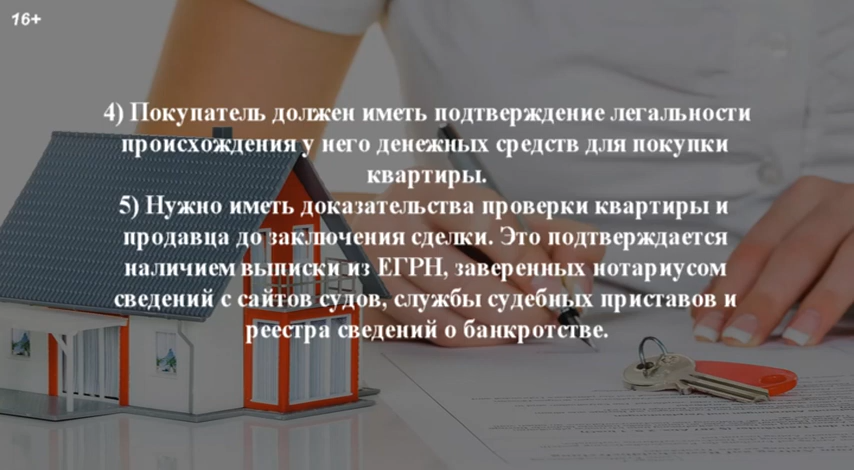 16+
4) Покупатель должен иметь подтверждение легальности
происхождения у него денежных средств для покупки
квартиры.
5) Нужно иметь доказательства проверки квартиры и
продавца до заключения сделки. Это подтверждается
наличием выписки из ЕГРН, заверенных нотариусом
сведений с сайтов судов, службы судебных приставов и
реестра сведений о банкротстве.